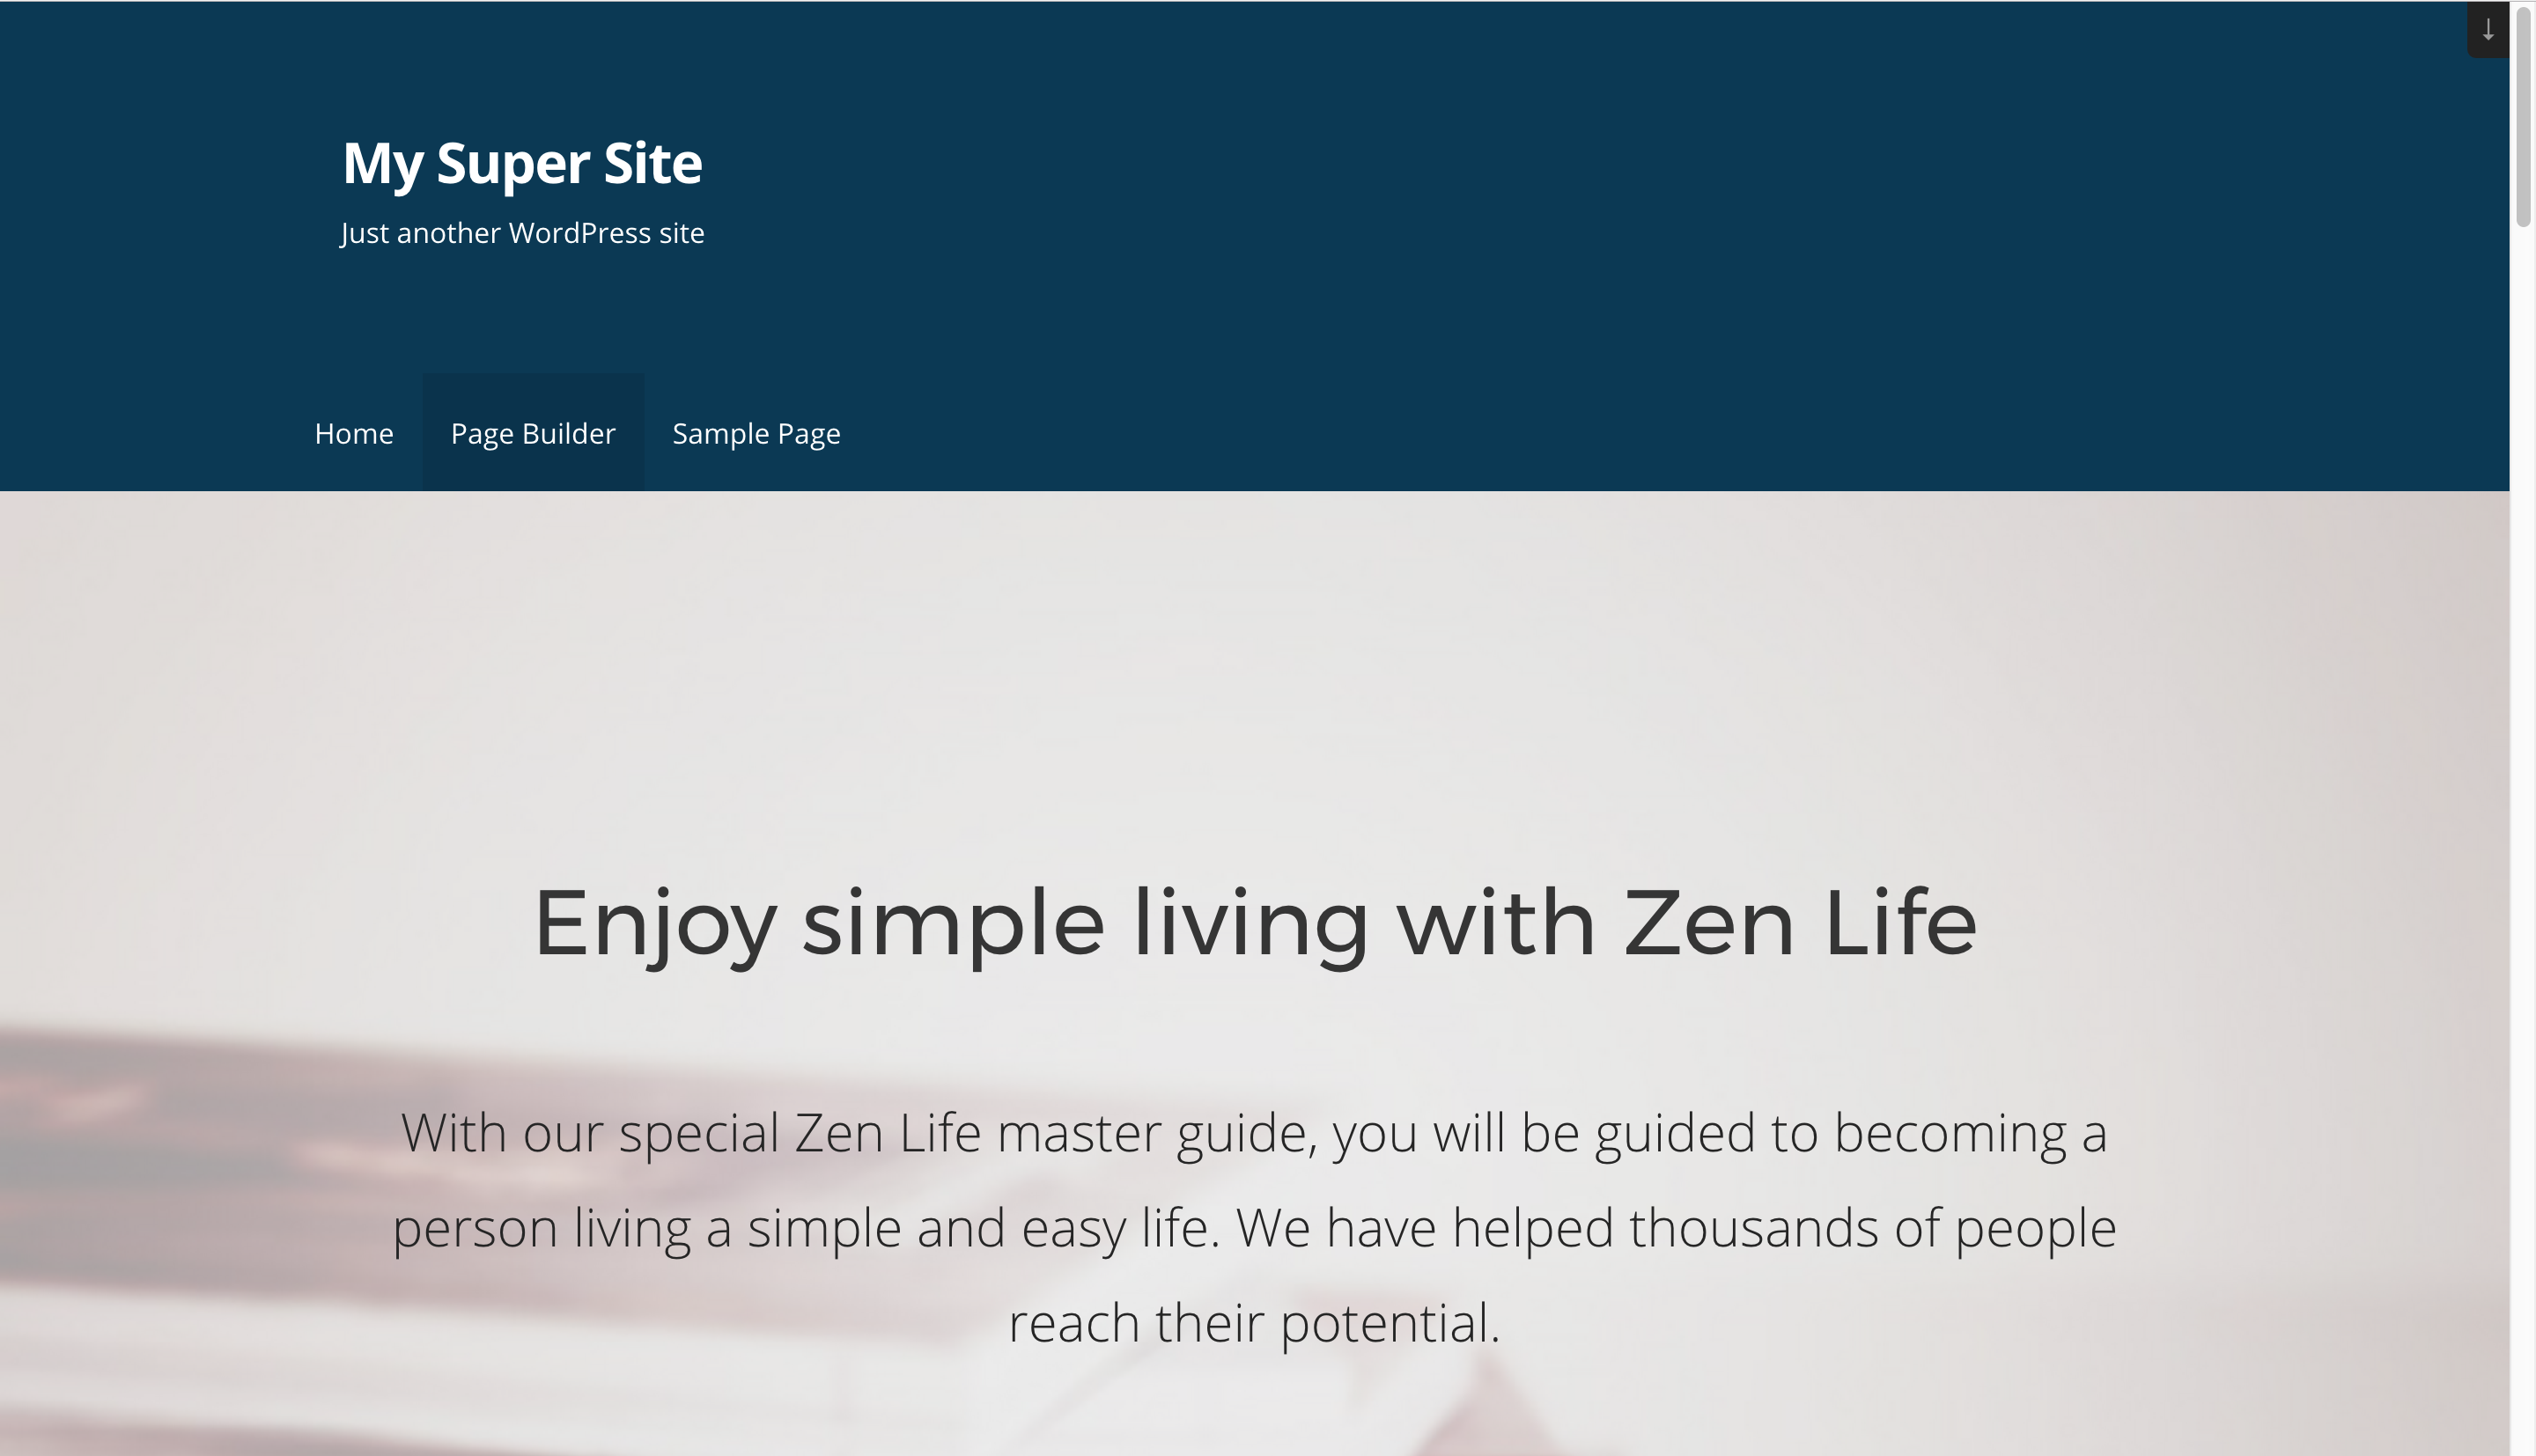 My Super Site
Just another WordPress site
Home Page Builder Sample Page
Enjoy simple living with Zen Life
With our special Zen Life master guide, you will be guided to becoming a
person living a simple and easy life. We have helped thousands of people
reach their potential.